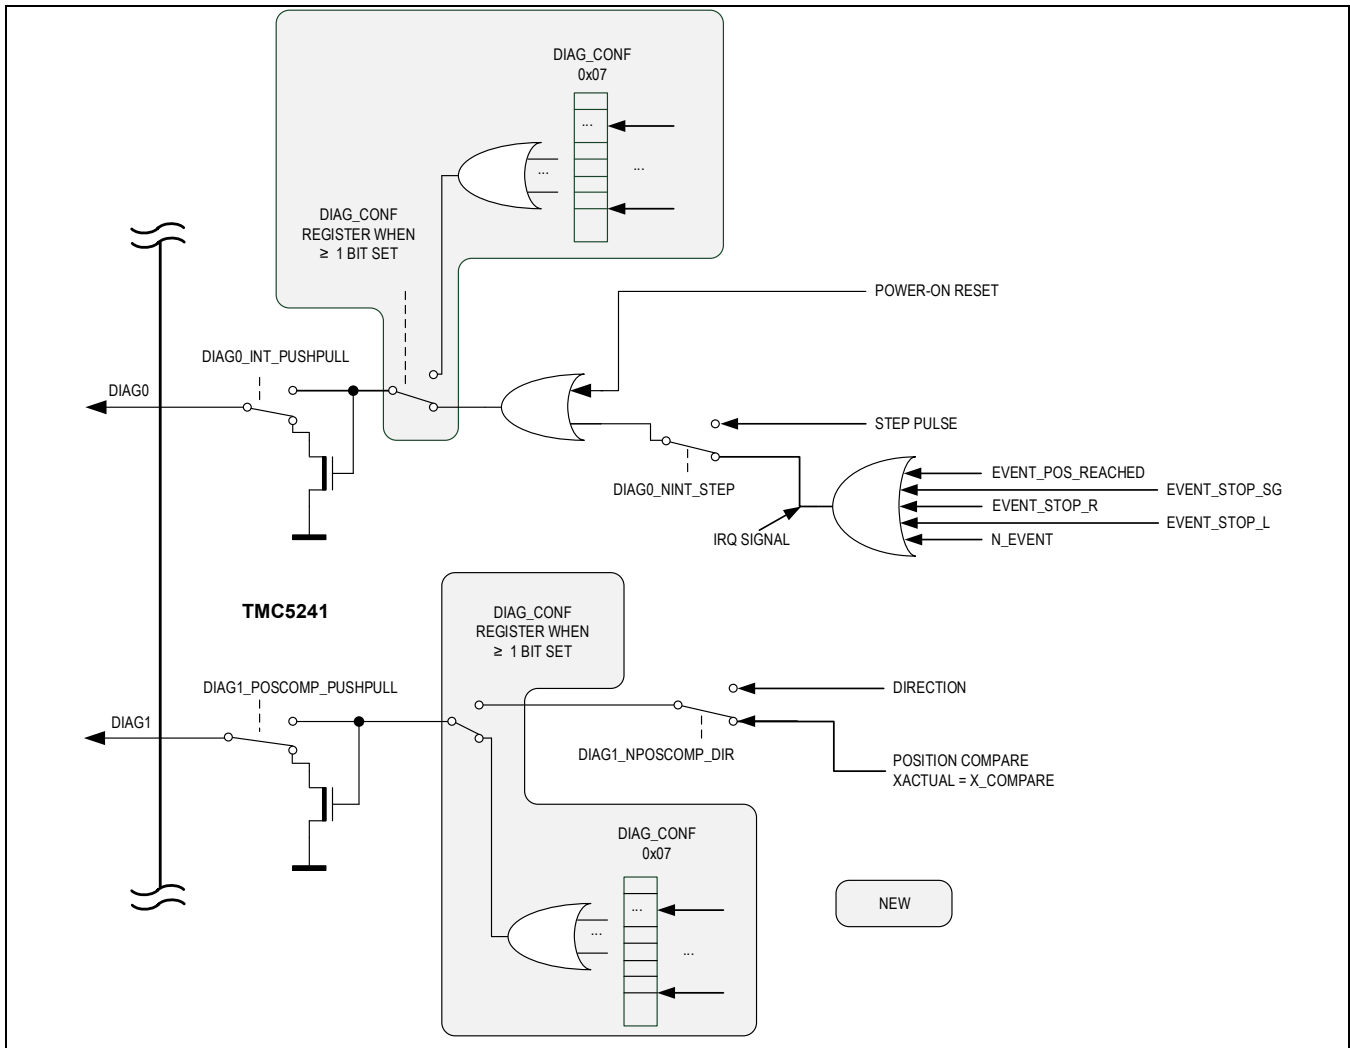 DIAG_CONF
0x07
...
...
...
DIAG_CONF
REGISTER WHEN
≥ 1 BIT SET
POWER-ON RESET
DIAG0_INT_PUSHPULL
DIAG0
STEP PULSE
DIAG0_NINT_STEP
EVENT_POS_REACHED
EVENT_STOP_SG
EVENT_STOP_R
EVENT_STOP_L
IRQ SIGNAL
N_EVENT
TMC5241
DIAG_CONF
REGISTER WHEN
≥ 1 BIT SET
DIAG1_POSCOMP_PUSHPULL
DIRECTION
DIAG1
DIAG1_NPOSCOMP_DIR
POSITION COMPARE
XACTUAL = X_COMPARE
DIAG_CONF
0x07
...
...
...
NEW